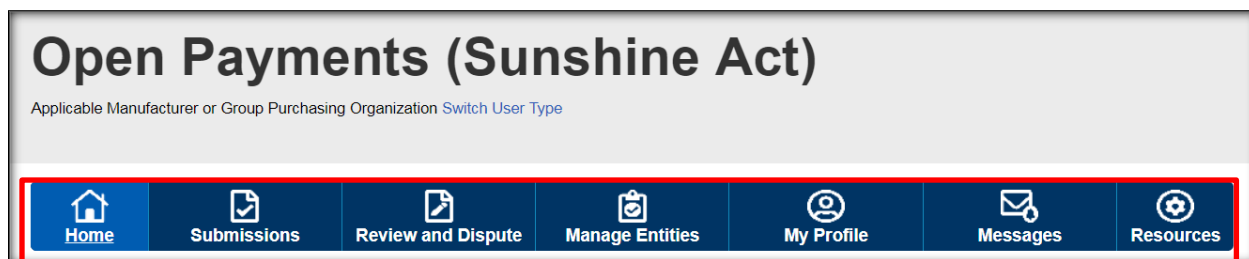 Open Payments (Sunshine Act)
Applicable Manufacturer or Group Purchasing Organization Switch User Type
Home Submissions Review and Dispute Manage Entities My Profile Messages Resources